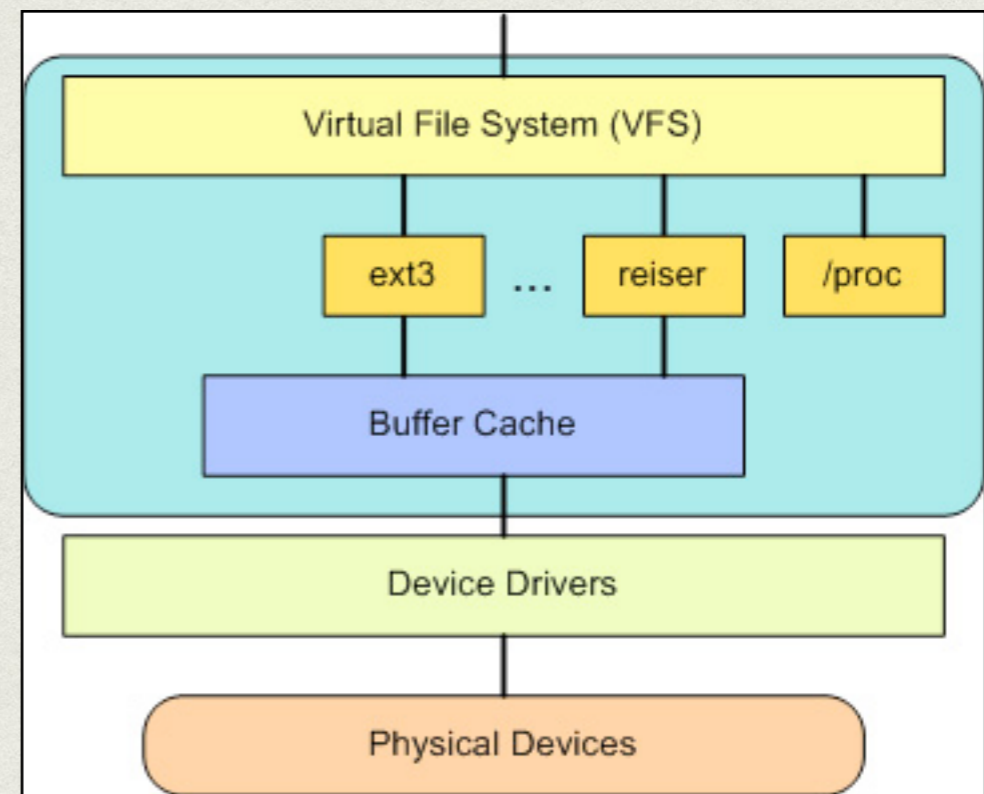 Virtual File System (VFS)
ext3 ... reiser /proc
Buffer Cache
Device Drivers
Physical Devices